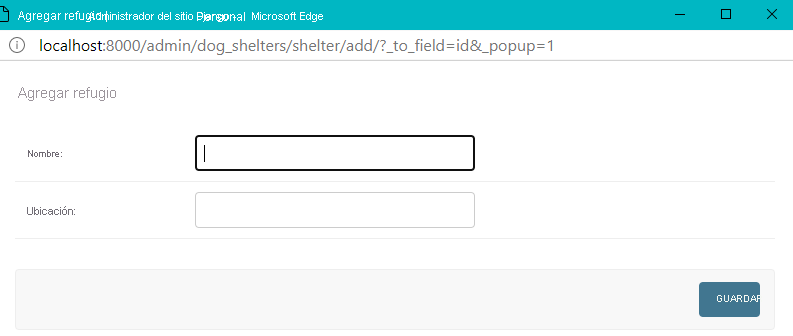 Agregar refugio Administrador del sitio Django - Personal Microsoft Edge
localhost:8000/admin/dog_shelters/shelter/add/?_to_field=id&_popup=1
Agregar refugio
Nombre:
Ubicación:
GUARDAR